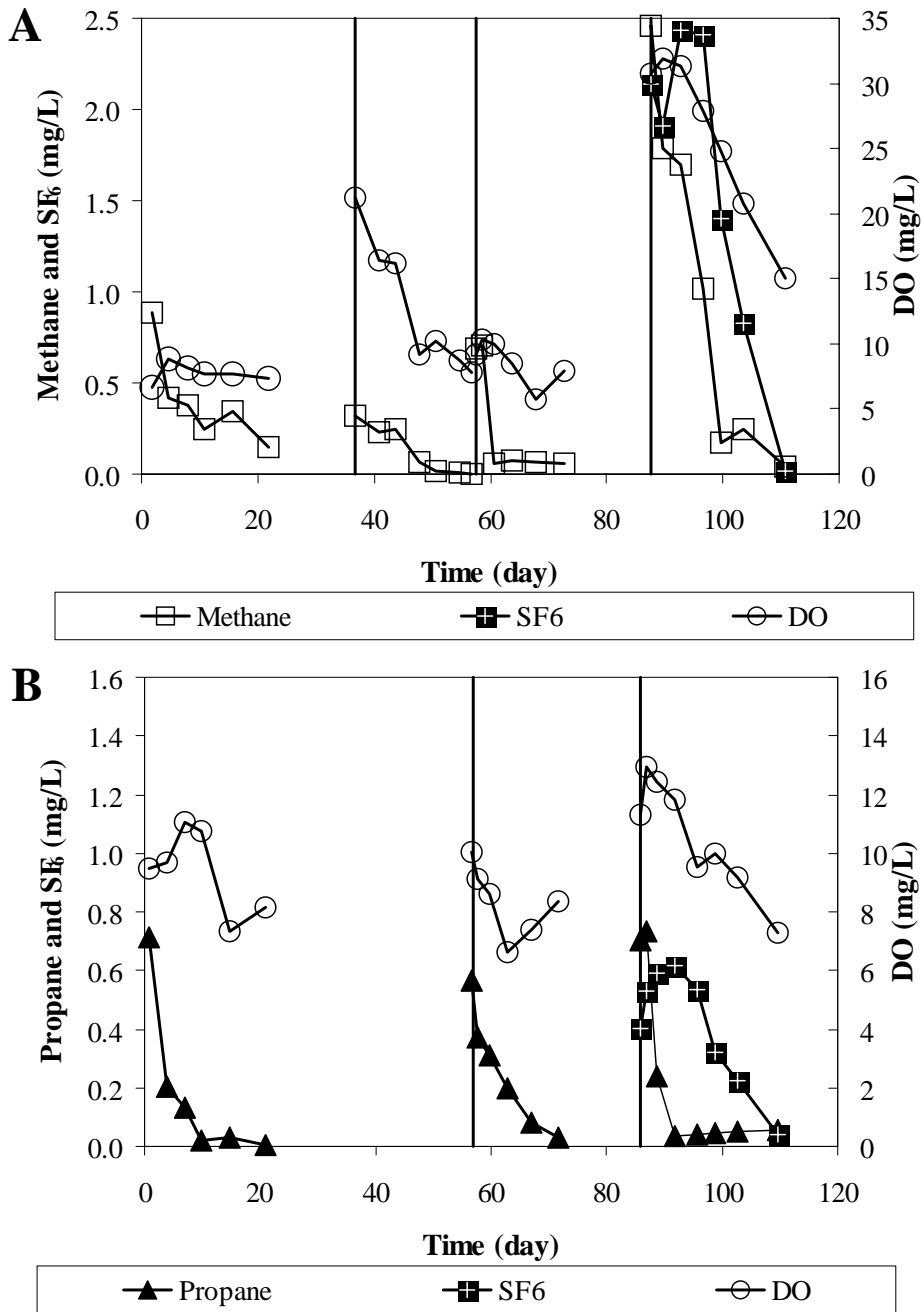 A
Methane and SF6 (mg/L)
2.5
2.0
1.5
1.0
0.5
0.0
35
30
25
20
15
10
5
0
DO (mg/L)
0 20 40 60 80 100 120
Time (day)
Methane SF6 DO
B
Propane and SF6 (mg/L)
1.6
1.4
1.2
1.0
0.8
0.6
0.4
0.2
0.0
16
14
12
10
8
6
4
2
0
DO (mg/L)
0 20 40 60 80 100 120
Time (day)
Propane SF6 DO